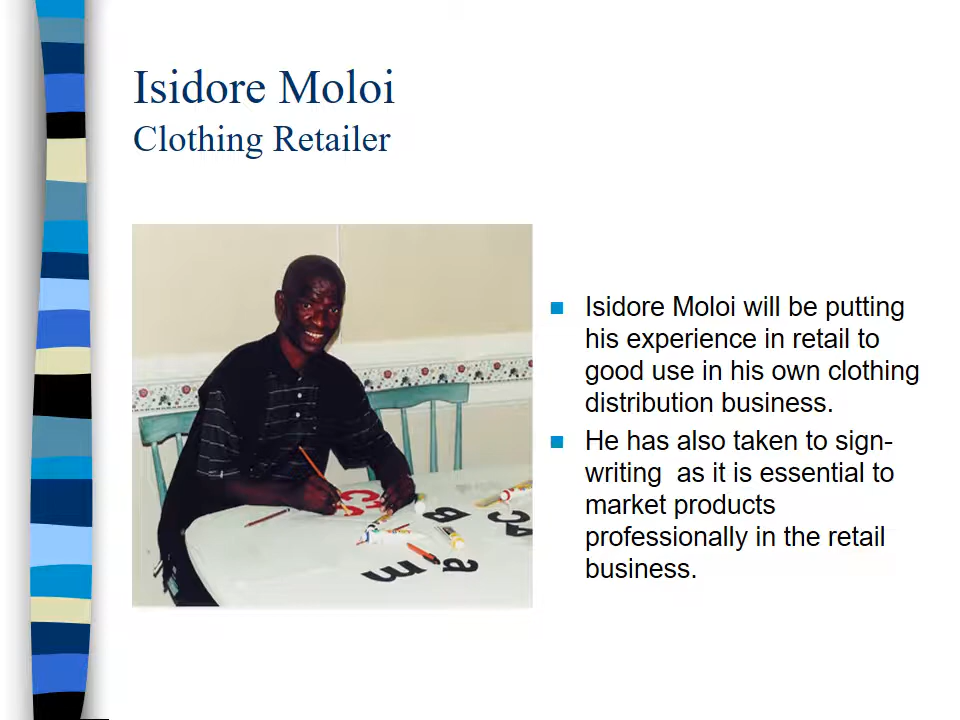 Isidore Moloi
Clothing Retailer
Isidore Moloi will be putting
his experience in retail to
good use in his own clothing
distribution business.
He has also taken to sign-
writing  as it is essential to
market products
professionally in the retail
business.